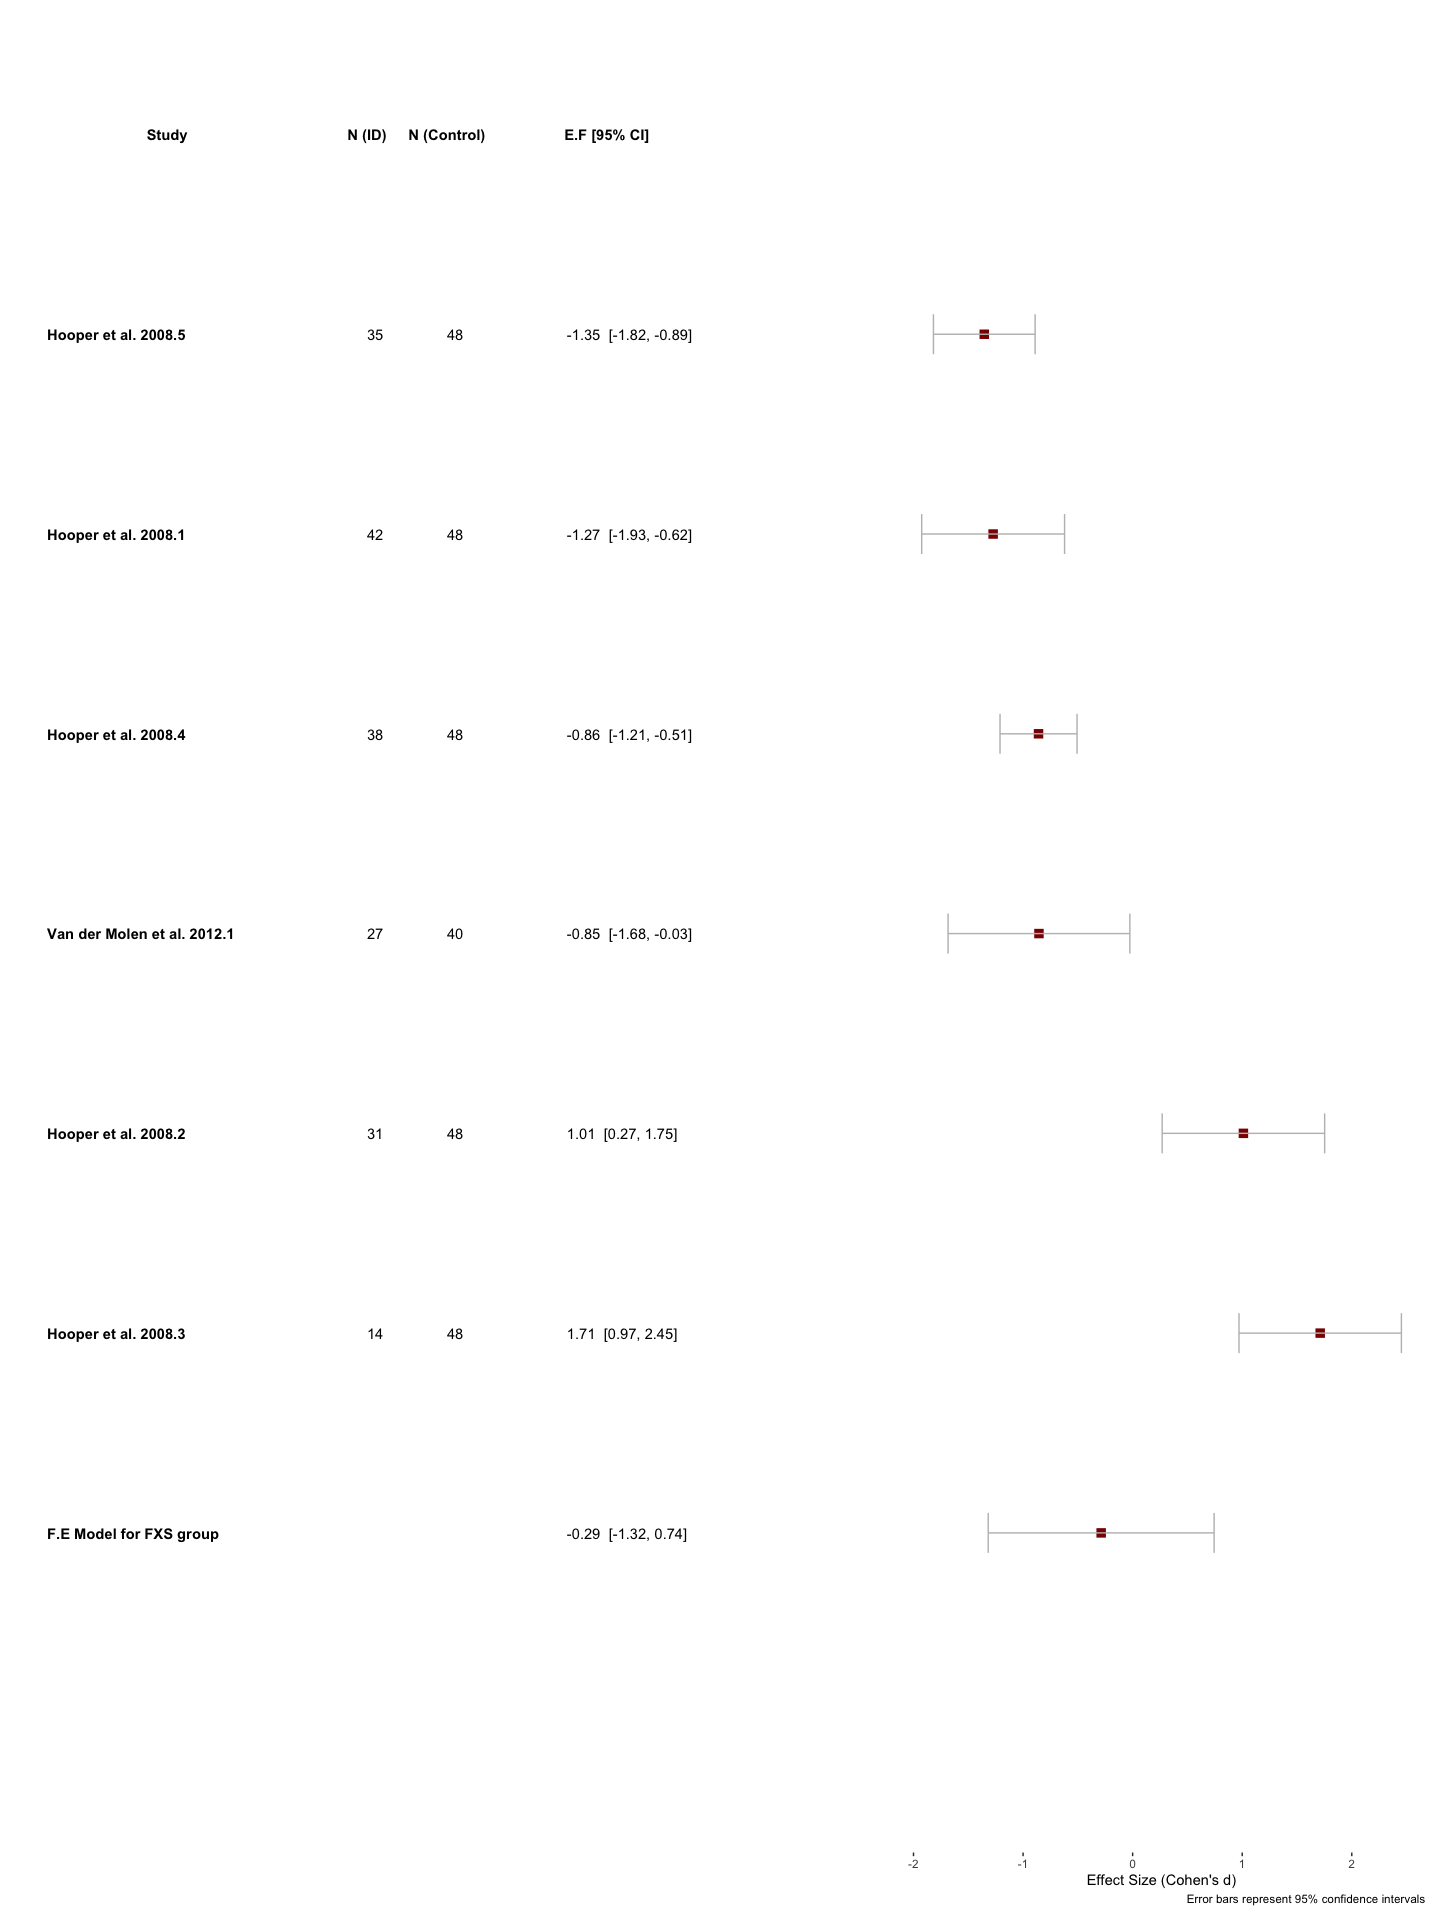 Study N (ID) N (Control) E.F [95% CI]
Hooper et al. 2008.5 35 48 -1.35 [-1.82, -0.89]
Hooper et al. 2008.1 42 48 -1.27 [-1.93, -0.62]
Hooper et al. 2008.4 38 48 -0.86 [-1.21, -0.51]
Van der Molen et al. 2012.1 27 40 -0.85 [-1.68, -0.03]
Hooper et al. 2008.2 31 48 1.01 [0.27, 1.75]
Hooper et al. 2008.3 14 48 1.71 [0.97, 2.45]
F.E Model for FXS group -0.29 [-1.32, 0.74]
-2 -1 0 1 2
Effect Size (Cohen's d)
Error bars represent 95% confidence intervals